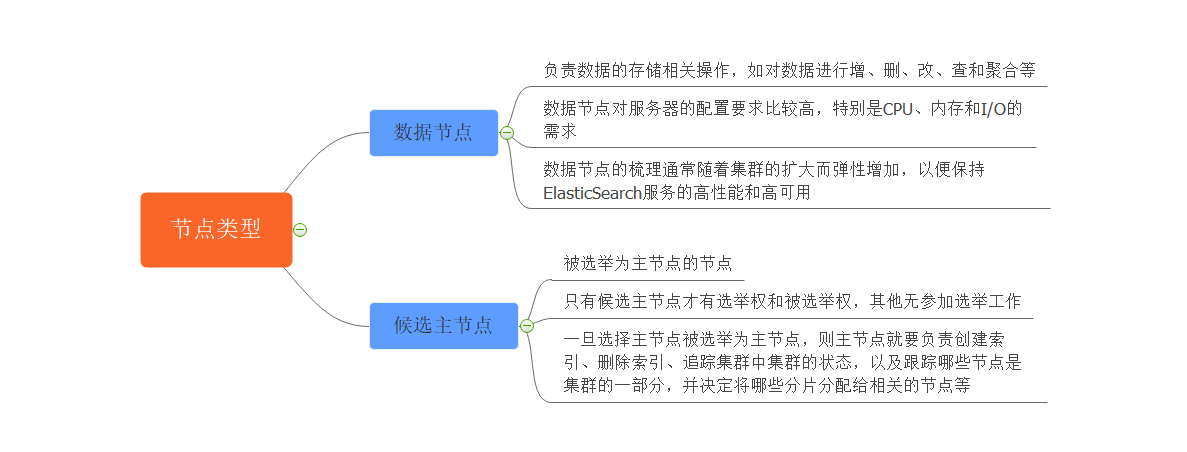 节点类型
数据节点
负责数据的存储相关操作，如对数据进行增、删、改、查和聚合等
数据节点对服务器的配置要求比较高，特别是CPU、内存和I/O的
需求
数据节点的梳理通常随着集群的扩大而弹性增加，以便保持
ElasticSearch服务的高性能和高可用
候选主节点
被选举为主节点的节点
只有候选主节点才有选举权和被选举权，其他无参加选举工作
一旦选择主节点被选举为主节点，则主节点就要负责创建索
引、删除索引、追踪集群中集群的状态，以及跟踪哪些节点是
集群的一部分，并决定将哪些分片分配给相关的节点等